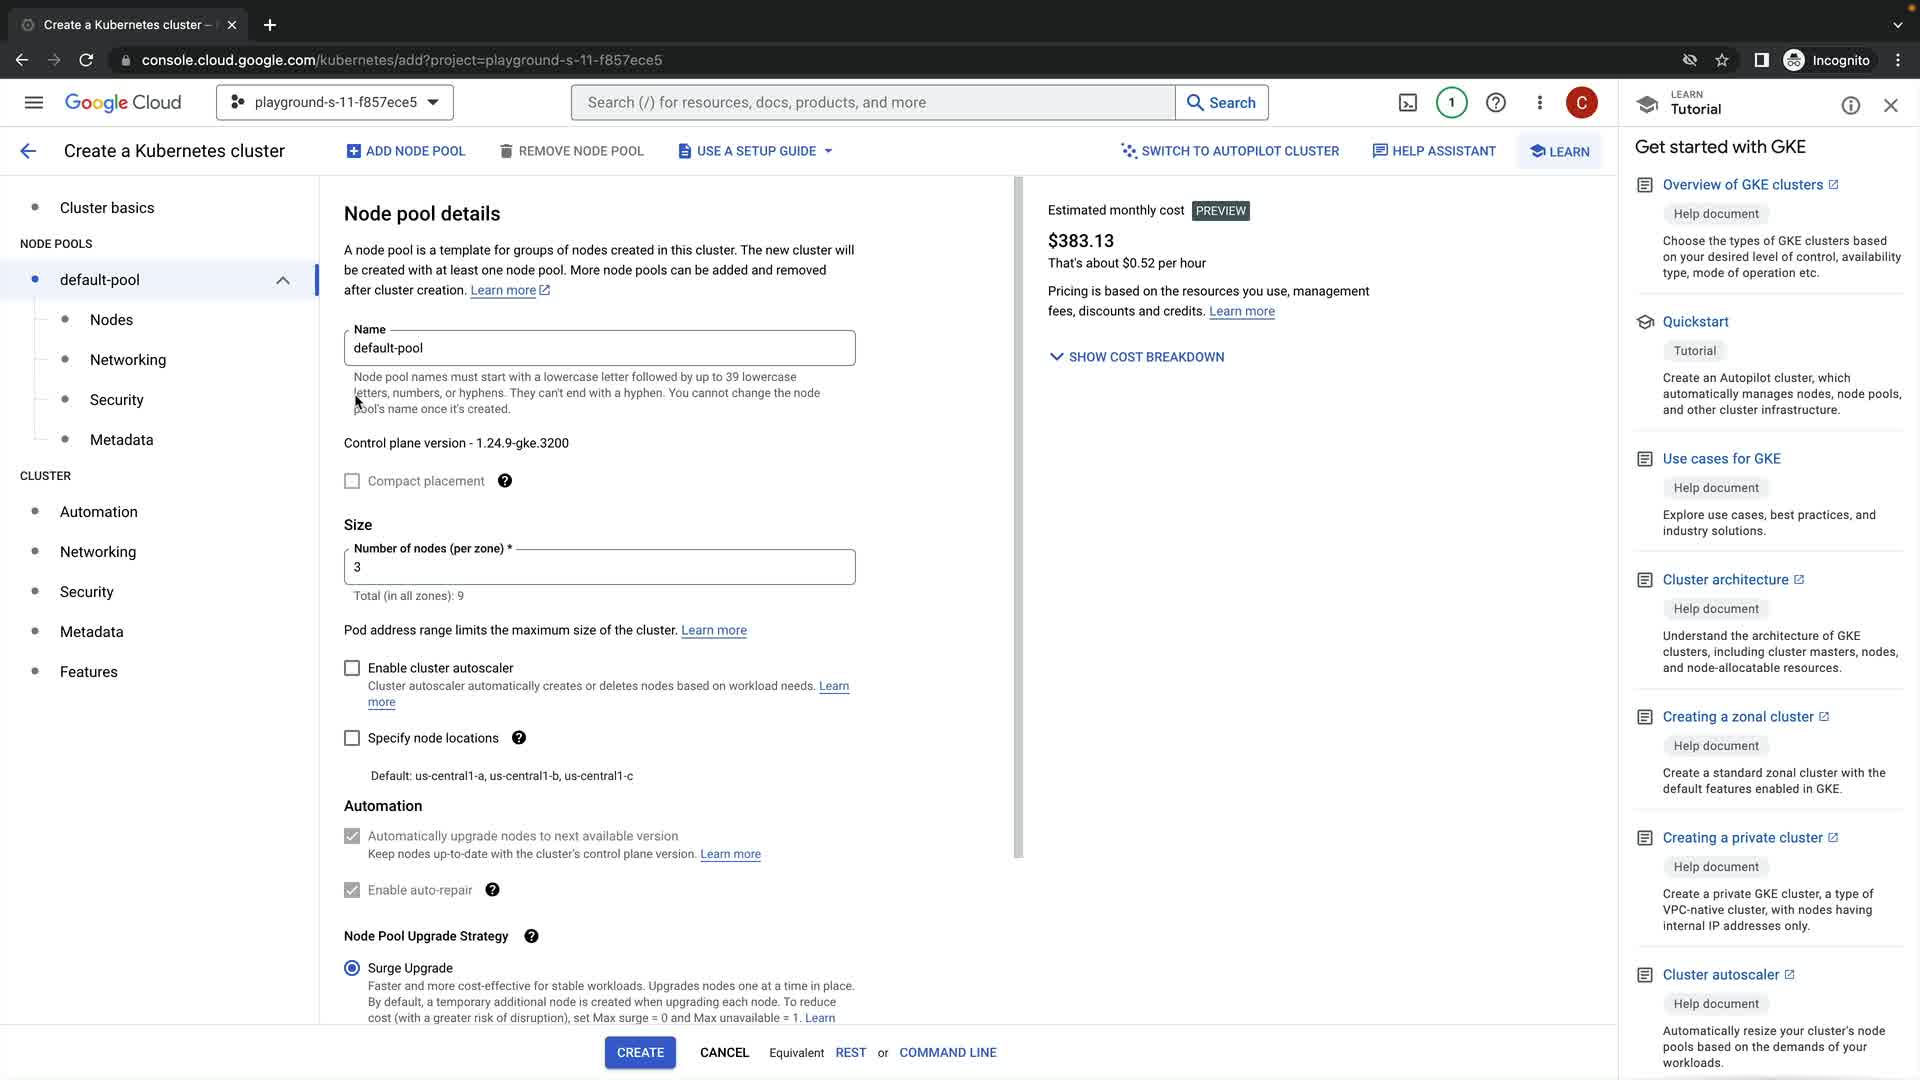 Create a Kubernetes cluster –
console.cloud.google.com/kubernetes/add?project=playground-s-11-f857ece5
Incognito
Google Cloud
playground-s-11-f857ece5
Search (/) for resources, docs, products, and more
Search
1
C
LEARN
Tutorial
Create a Kubernetes cluster
ADD NODE POOL
REMOVE NODE POOL
USE A SETUP GUIDE
SWITCH TO AUTOPILOT CLUSTER
HELP ASSISTANT
LEARN
Cluster basics
NODE POOLS
default-pool
Nodes
Networking
Security
Metadata
CLUSTER
Automation
Networking
Security
Metadata
Features
Node pool details
A node pool is a template for groups of nodes created in this cluster. The new cluster will
be created with at least one node pool. More node pools can be added and removed
after cluster creation. Learn more
Name
default-pool
Node pool names must start with a lowercase letter followed by up to 39 lowercase
letters, numbers, or hyphens. They can't end with a hyphen. You cannot change the node
pool's name once it's created.
Control plane version - 1.24.9-gke.3200
Compact placement
Size
Number of nodes (per zone) *
3
Total (in all zones): 9
Pod address range limits the maximum size of the cluster. Learn more
Enable cluster autoscaler
Cluster autoscaler automatically creates or deletes nodes based on workload needs. Learn
more
Specify node locations
Default: us-central1-a, us-central1-b, us-central1-c
Automation
Automatically upgrade nodes to next available version
Keep nodes up-to-date with the cluster's control plane version. Learn more
Enable auto-repair
Node Pool Upgrade Strategy
Surge Upgrade
Faster and more cost-effective for stable workloads. Upgrades nodes one at a time in place.
By default, a temporary additional node is created when upgrading each node. To reduce
cost (with a greater risk of disruption), set Max surge = 0 and Max unavailable = 1. Learn
CREATE
CANCEL
Equivalent REST or COMMAND LINE
Estimated monthly cost PREVIEW
$383.13
That's about $0.52 per hour
Pricing is based on the resources you use, management
fees, discounts and credits. Learn more
SHOW COST BREAKDOWN
Get started with GKE
Overview of GKE clusters
Help document
Choose the types of GKE clusters based
on your desired level of control, availability
type, mode of operation etc.
Quickstart
Tutorial
Create an Autopilot cluster, which
automatically manages nodes, node pools,
and other cluster infrastructure.
Use cases for GKE
Help document
Explore use cases, best practices, and
industry solutions.
Cluster architecture
Help document
Understand the architecture of GKE
clusters, including cluster masters, nodes,
and node-allocatable resources.
Creating a zonal cluster
Help document
Create a standard zonal cluster with the
default features enabled in GKE.
Creating a private cluster
Help document
Create a private GKE cluster, a type of
VPC-native cluster, with nodes having
internal IP addresses only.
Cluster autoscaler
Help document
Automatically resize your cluster's node
pools based on the demands of your
workloads.